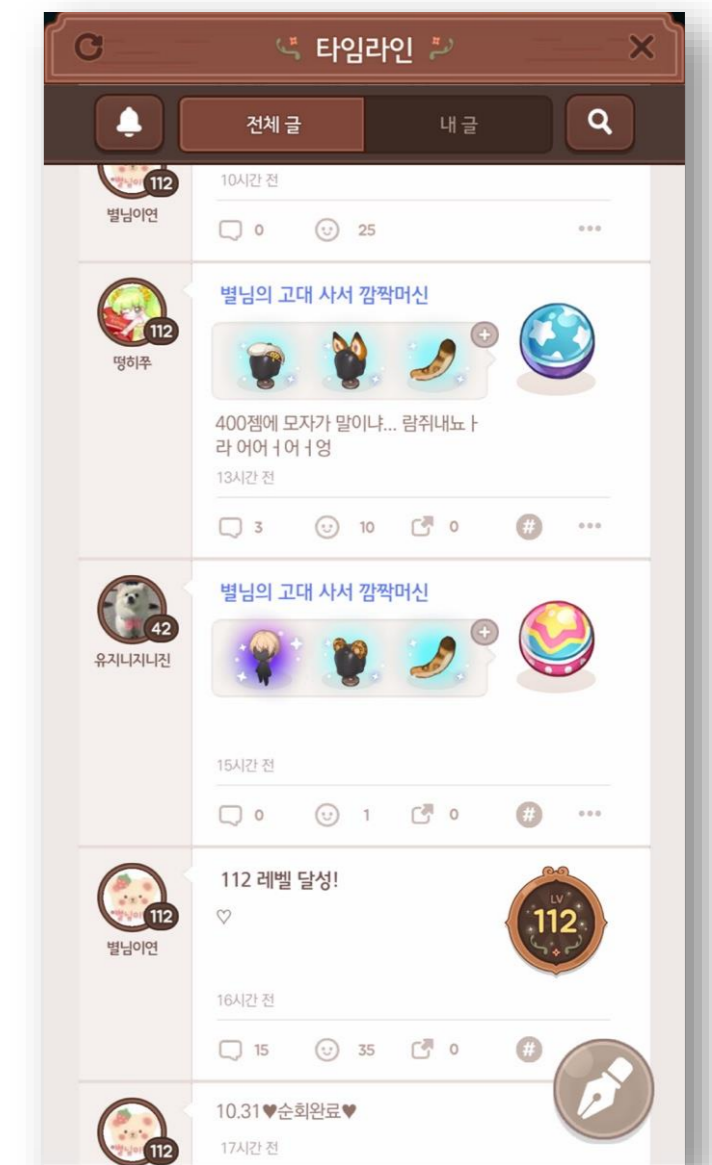 타임라인
전체 글
내 글
112
별님이연
10시간 전
0 25
112
떵히쭈
별님의 고대 사서 깜짝머신
400젬에 모자가 말이냐... 람쥐내뇨ㅏ
라 어어ㅓ어ㅓ엉
13시간 전
3 10 0 #
42
유지니지니진
별님의 고대 사서 깜짝머신
15시간 전
0 1 0 #
112
별님이연
112 레벨 달성!
♡
LV
112
16시간 전
15 35 0 #
112
10.31♥순회완료♥
17시간 전